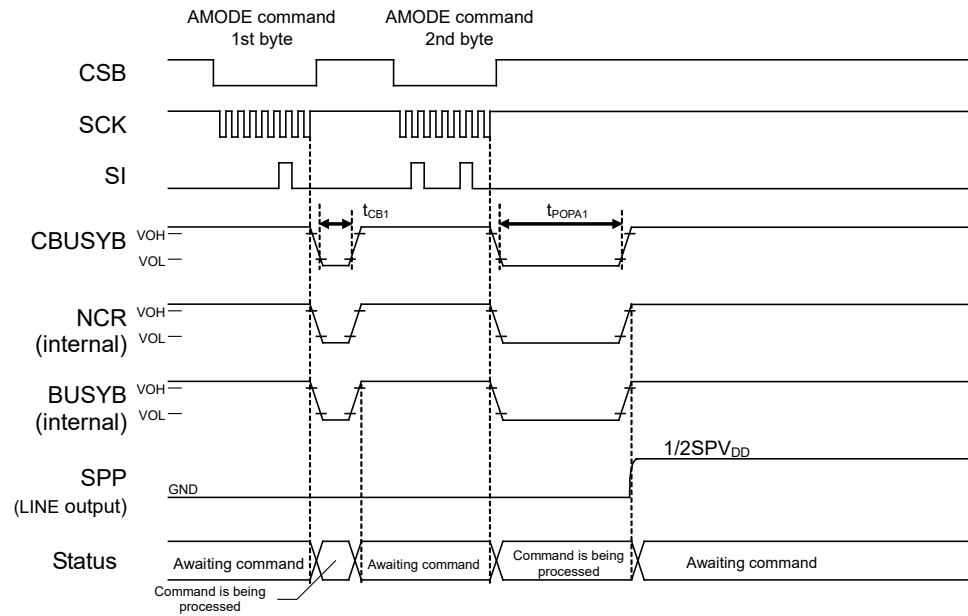 AMODE command
1st byte
AMODE command
2nd byte
CSB
SCK
SI
tCB1
tPOPA1
CBUSYB
VOH
VOL
NCR
(internal)
VOH
VOL
BUSYB
(internal)
VOH
VOL
1/2SPVDD
SPP
(LINE output)
GND
Status
Awaiting command
Command is being
processed
Awaiting command
Command is being
processed
Awaiting command